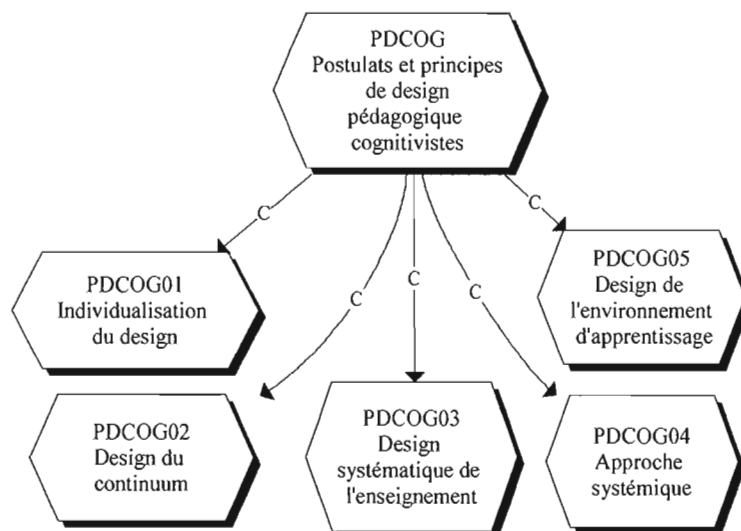 PDCOG
Postulats et principes
de design
pédagogique
cognitivistes
C
C
C
C
C
PDCOG01
Individualisation
du design
PDCOG05
Design de
l'environnement
d'apprentissage
PDCOG02
Design du
continuum
PDCOG03
Design
systématique de
l'enseignement
PDCOG04
Approche
systémique